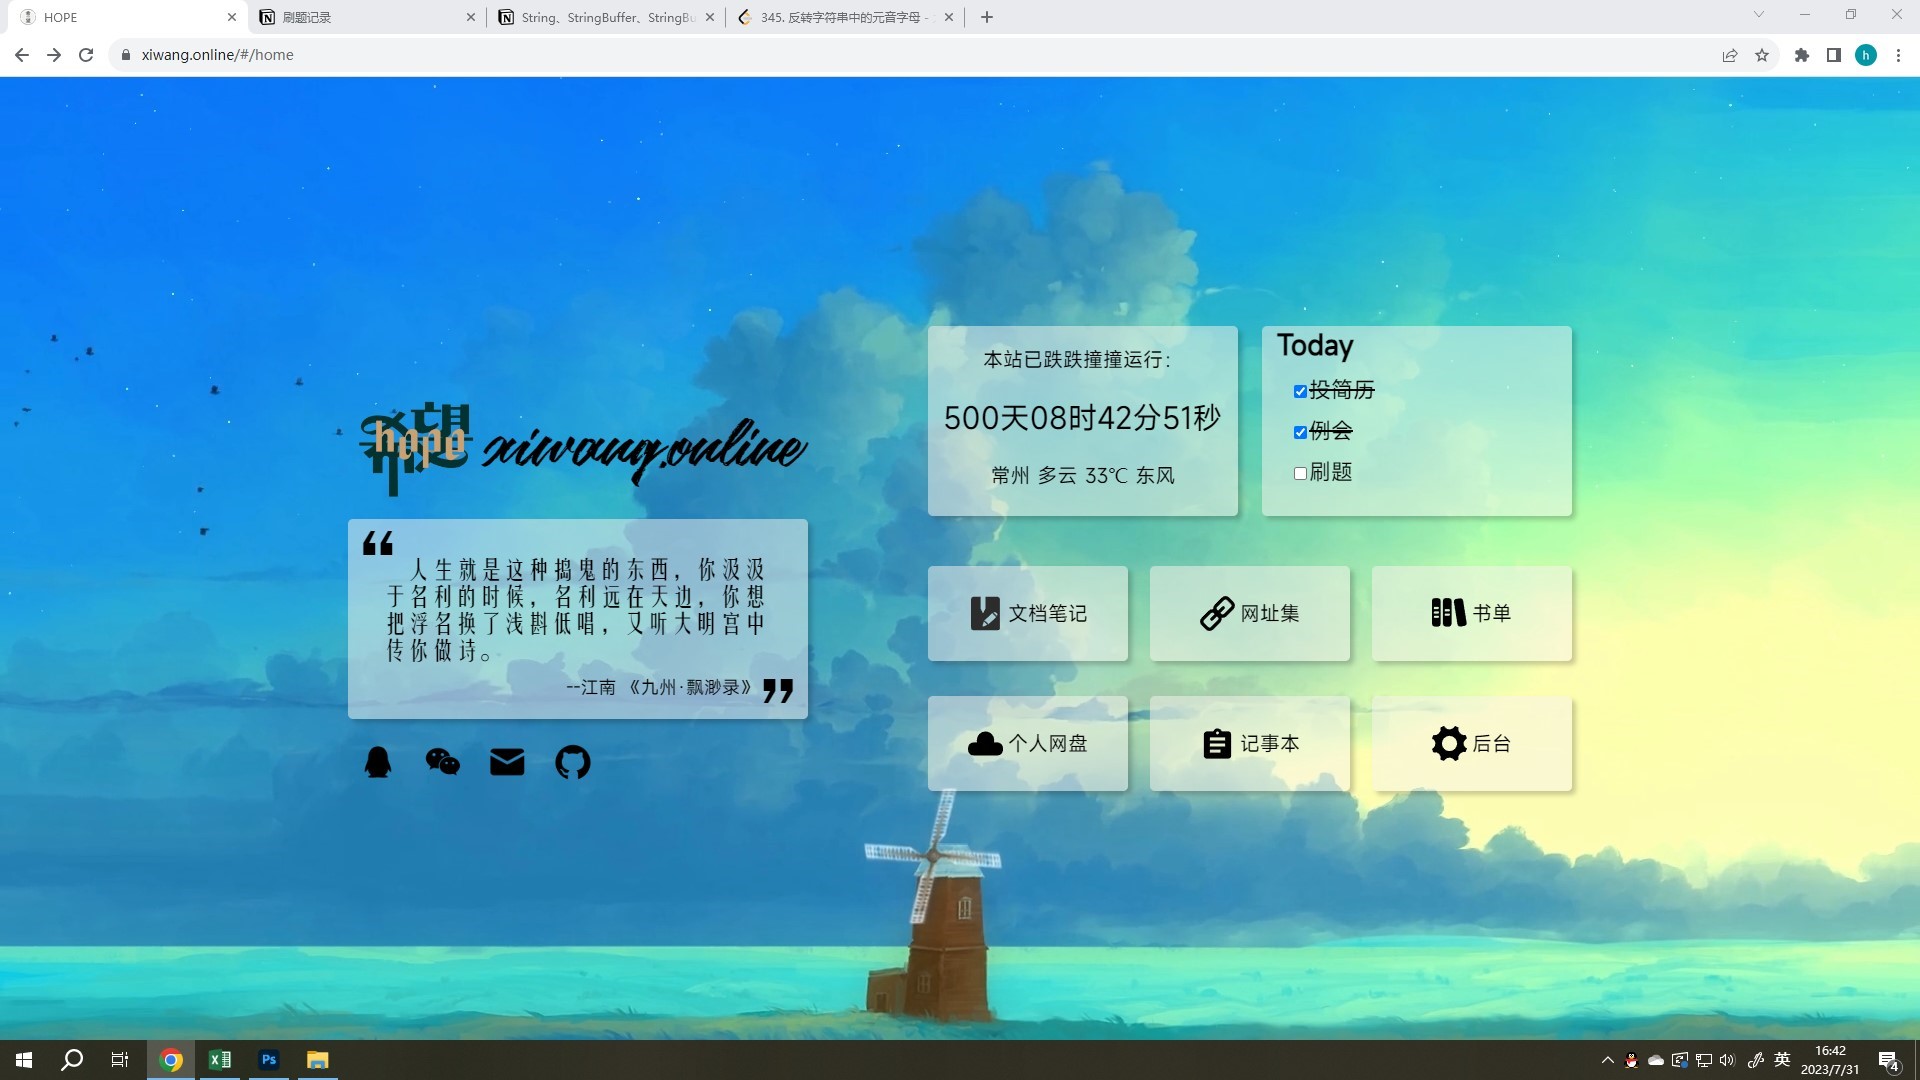 HOPE
刷题记录
String、StringBuffer、StringBu
345. 反转字符串中的元音字母 -
xiwang.online/#/home
h
希望
hope
xiwang.online
人生就是这种捣鬼的东西，你汲汲
于名利的时候，名利远在天边，你想
把浮名换了浅斟低唱，又听大明宫中
传你做诗。
--江南 《九州·飘渺录》
本站已跌跌撞撞运行：
500天08时42分51秒
常州 多云 33℃ 东风
Today
投简历
例会
刷题
文档笔记
网址集
书单
个人网盘
记事本
后台
Ps
英
16:42
2023/7/31
4